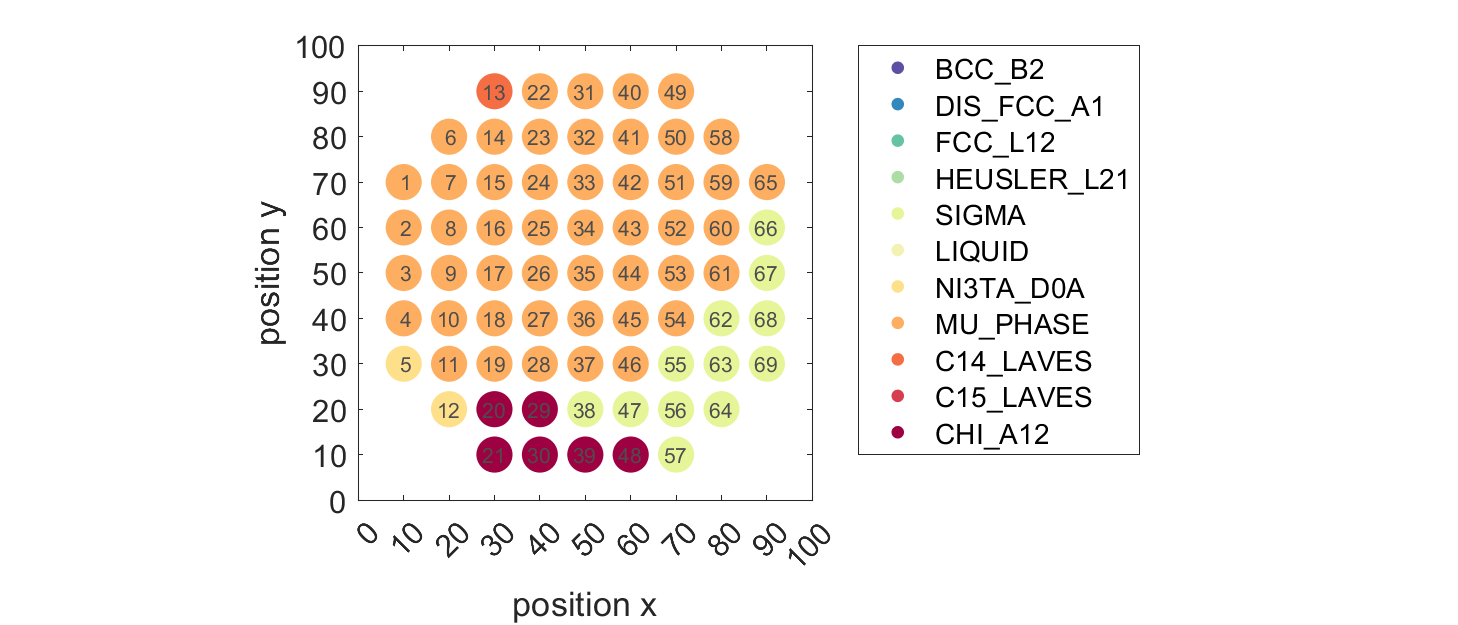 100
90
80
70
60
50
40
30
20
10
0
13 22 31 40 49
6 14 23 32 41 50 58
1 7 15 24 33 42 51 59 65
2 8 16 25 34 43 52 60 66
3 9 17 26 35 44 53 61 67
4 10 18 27 36 45 54 62 68
5 11 19 28 37 46 55 63 69
12 20 29 38 47 56 64
21 30 39 48 57
0 10 20 30 40 50 60 70 80 90 100
position x
position y
BCC_B2
DIS_FCC_A1
FCC_L12
HEUSLER_L21
SIGMA
LIQUID
NI3TA_D0A
MU_PHASE
C14_LAVES
C15_LAVES
CHI_A12